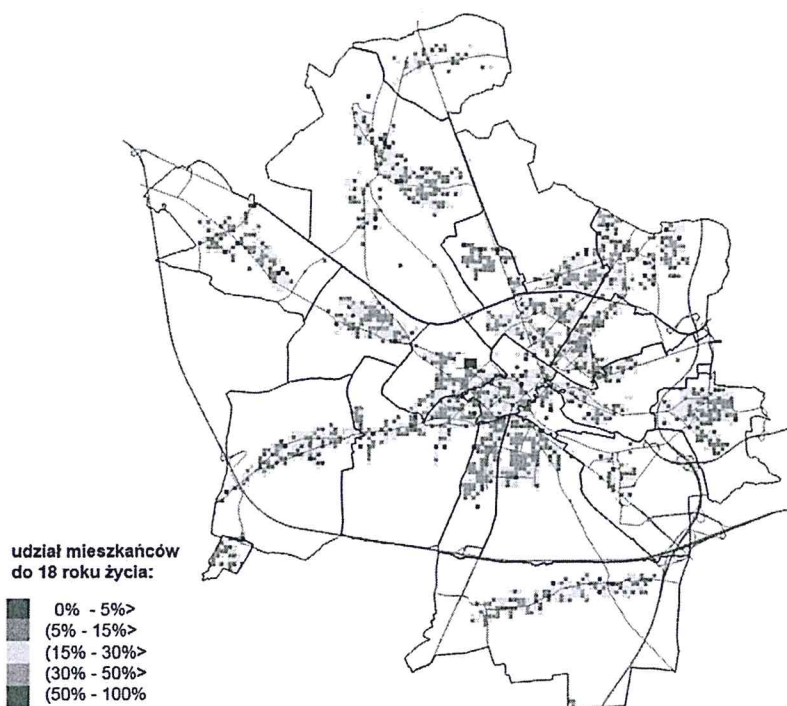 udział mieszkańców
do 18 roku życia:
0% - 5%>
(5% - 15%>
(15% - 30%>
(30% - 50%>
(50% - 100%